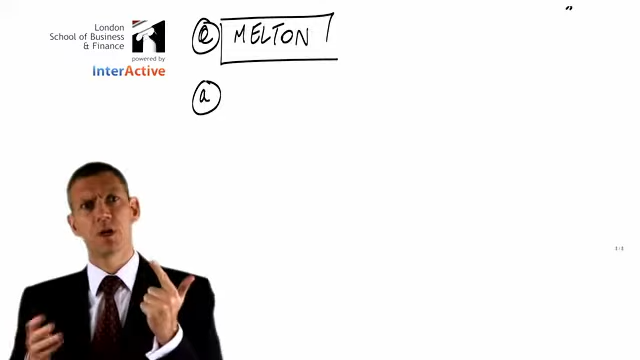 London
School of Business
& Finance
powered by
InterActive
MELTON
a